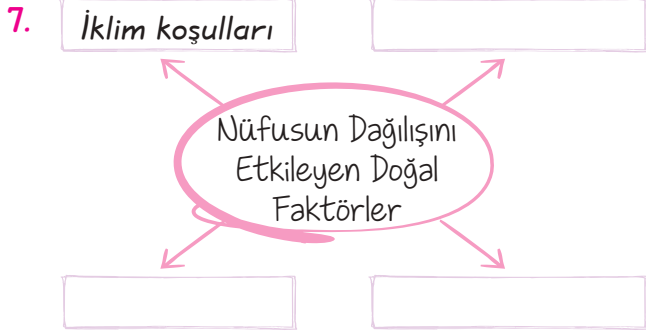 7.
İklim koşulları
Nüfusun Dağılışını
Etkileyen Doğal
Faktörler